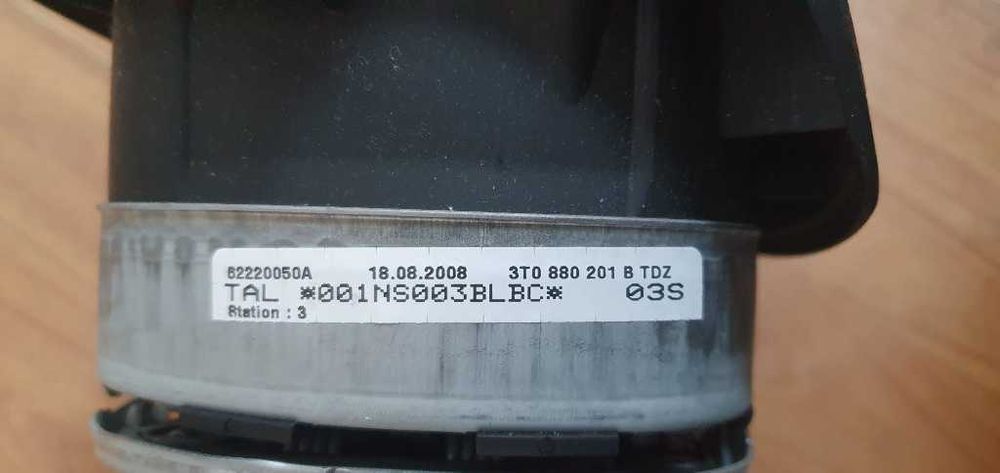 62220050A 18.08.2008 3T0 880 201 B TDZ
TAL *001NS003BLBC* 03S
Station : 3